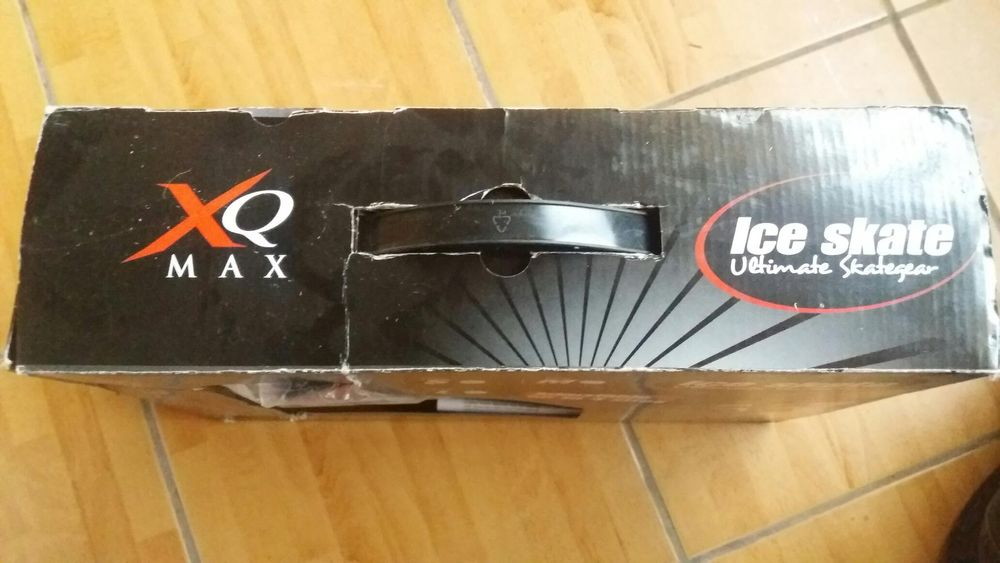 XQ
MAX
Ice skate
Ultimate Skategear